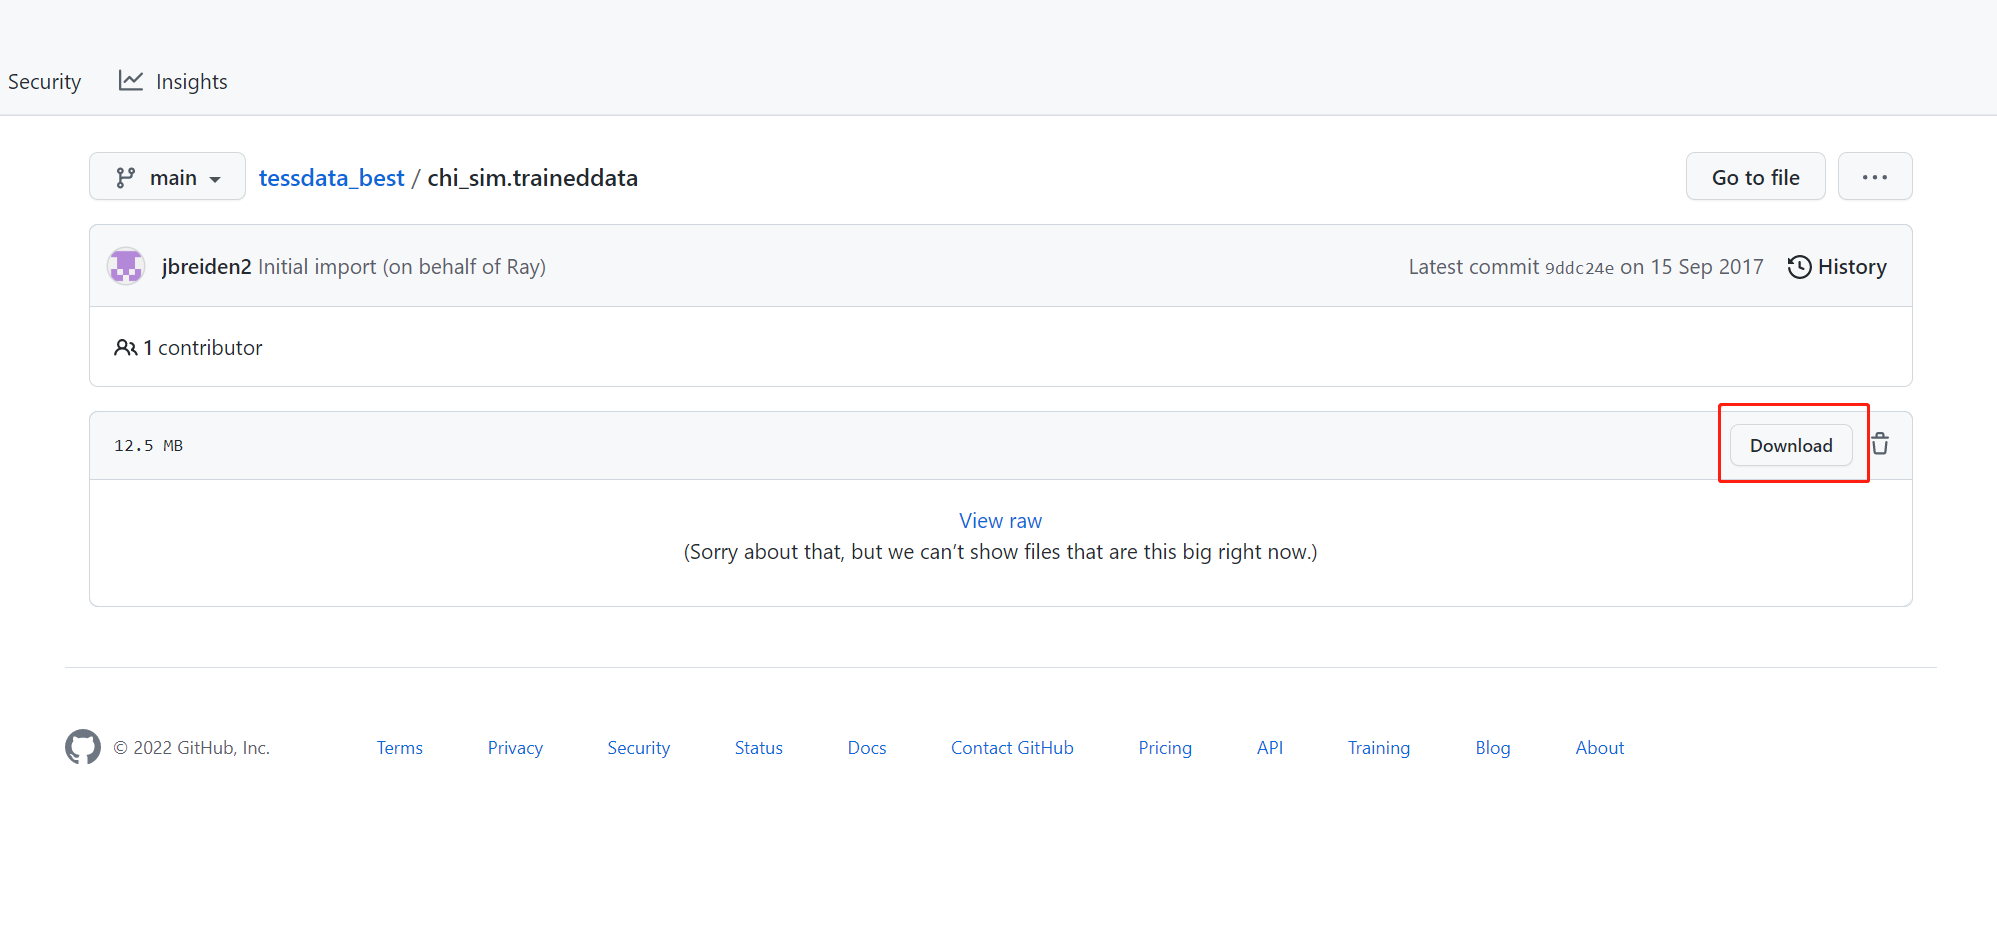 Security Insights
main tessdata_best / chi_sim.traineddata Go to file ...
jbreiden2 Initial import (on behalf of Ray) Latest commit 9ddc24e on 15 Sep 2017 History
1 contributor
12.5 MB Download
View raw
(Sorry about that, but we can’t show files that are this big right now.)
© 2022 GitHub, Inc. Terms Privacy Security Status Docs Contact GitHub Pricing API Training Blog About